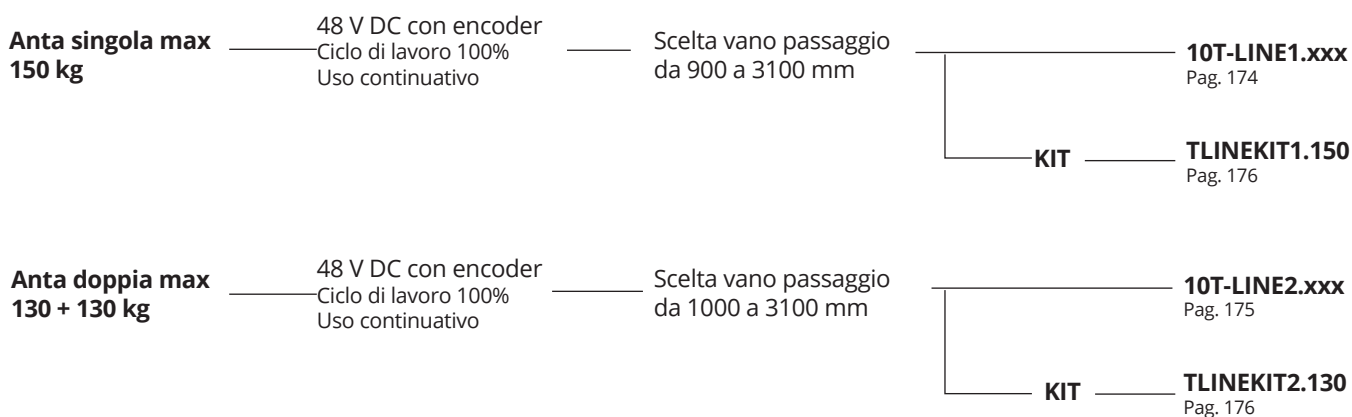 Anta singola max
150 kg
48 V DC con encoder
Ciclo di lavoro 100%
Uso continuativo
Scelta vano passaggio
da 900 a 3100 mm
10T-LINE1.xxx
Pag. 174
KIT
TLINEKIT1.150
Pag. 176
Anta doppia max
130 + 130 kg
48 V DC con encoder
Ciclo di lavoro 100%
Uso continuativo
Scelta vano passaggio
da 1000 a 3100 mm
10T-LINE2.xxx
Pag. 175
KIT
TLINEKIT2.130
Pag. 176